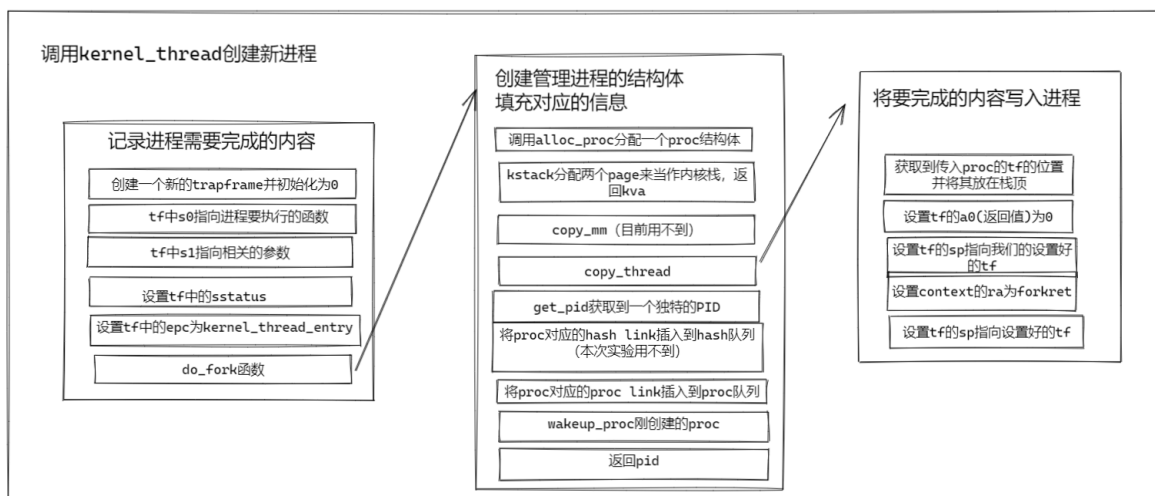 调用kernel_thread创建新进程
记录进程需要完成的内容
创建一个新的trapframe并初始化为0
tf中s0指向进程要执行的函数
tf中s1指向相关的参数
设置tf中的sstatus
设置tf中的epc为kernel_thread_entry
do_fork函数
创建管理进程的结构体
填充对应的信息
调用alloc_proc分配一个proc结构体
kstack分配两个page来当作内核栈，返
回kva
copy_mm（目前用不到）
copy_thread
get_pid获取到一个独特的PID
将proc对应的hash link插入到hash队列
（本次实验用不到）
将proc对应的proc link插入到proc队列
wakeup_proc刚创建的proc
返回pid
将要完成的内容写入进程
获取到传入proc的tf的位置
并将其放在栈顶
设置tf的a0(返回值)为0
设置tf的sp指向我们的设置好
的tf
设置context的ra为forkret
设置tf的sp指向设置好的tf